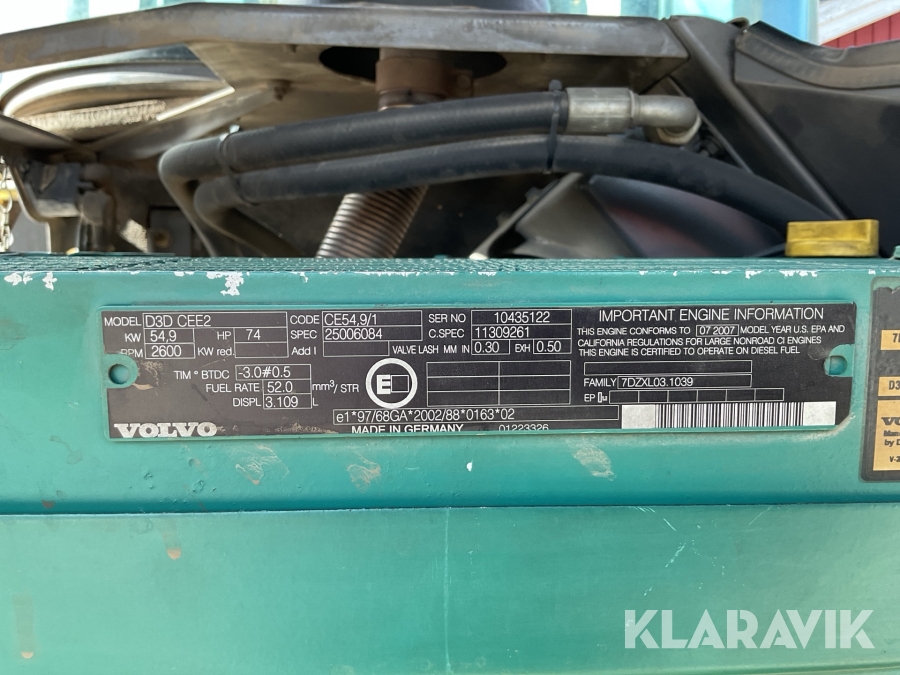 MODEL D3D CEE2 CODE CE54,9/1 SER NO 10435122
KW 54,9 HP 74 SPEC 25006084 C.SPEC 11309261
RPM 2600 KW red. Add I VALVE LASH MM IN 0.30 EXH 0.50
TIM ° BTDC -3.0#0.5
FUEL RATE 52.0 mm³/ STR
DISPL 3.109 L
E
e1*97/68GA*2002/88*0163*02
VOLVO MADE IN GERMANY 01223326
IMPORTANT ENGINE INFORMATION
THIS ENGINE CONFORMS TO 07 2007 MODEL YEAR U.S. EPA AND
CALIFORNIA REGULATIONS FOR LARGE NONROAD CI ENGINES
THIS ENGINE IS CERTIFIED TO OPERATE ON DIESEL FUEL
FAMILY 7DZXL03.1039
EP
D3
VO
by D
V-3
KLARAVIK